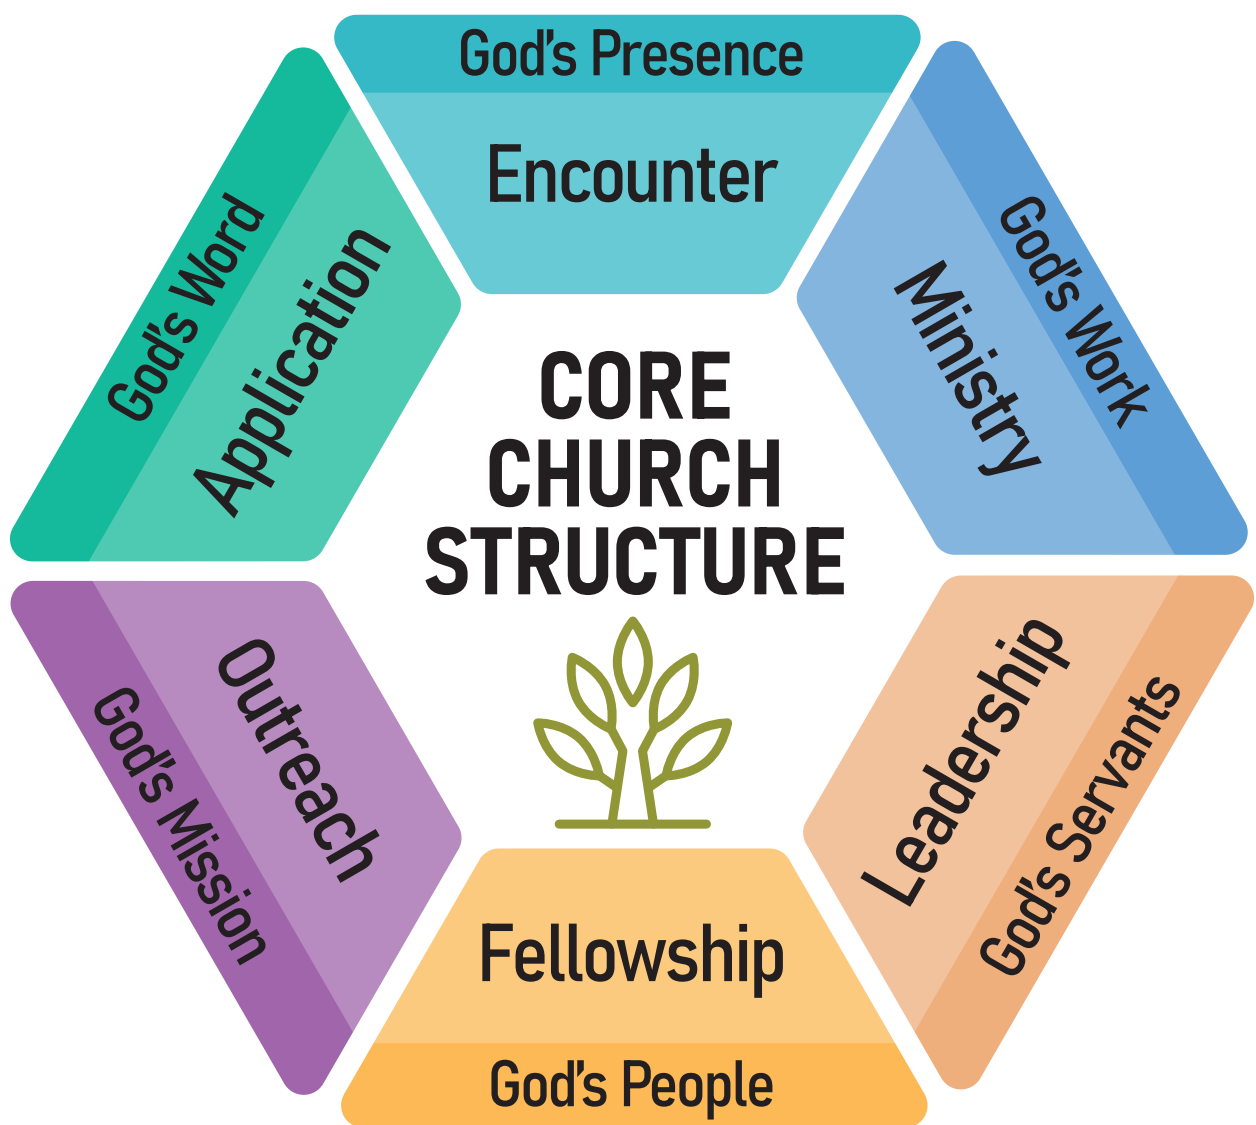 God's Presence
Encounter
God's Work
Ministry
Leadership
God's Servants
Fellowship
God's People
Outreach
God's Mission
God's Word
Application
CORE
CHURCH
STRUCTURE